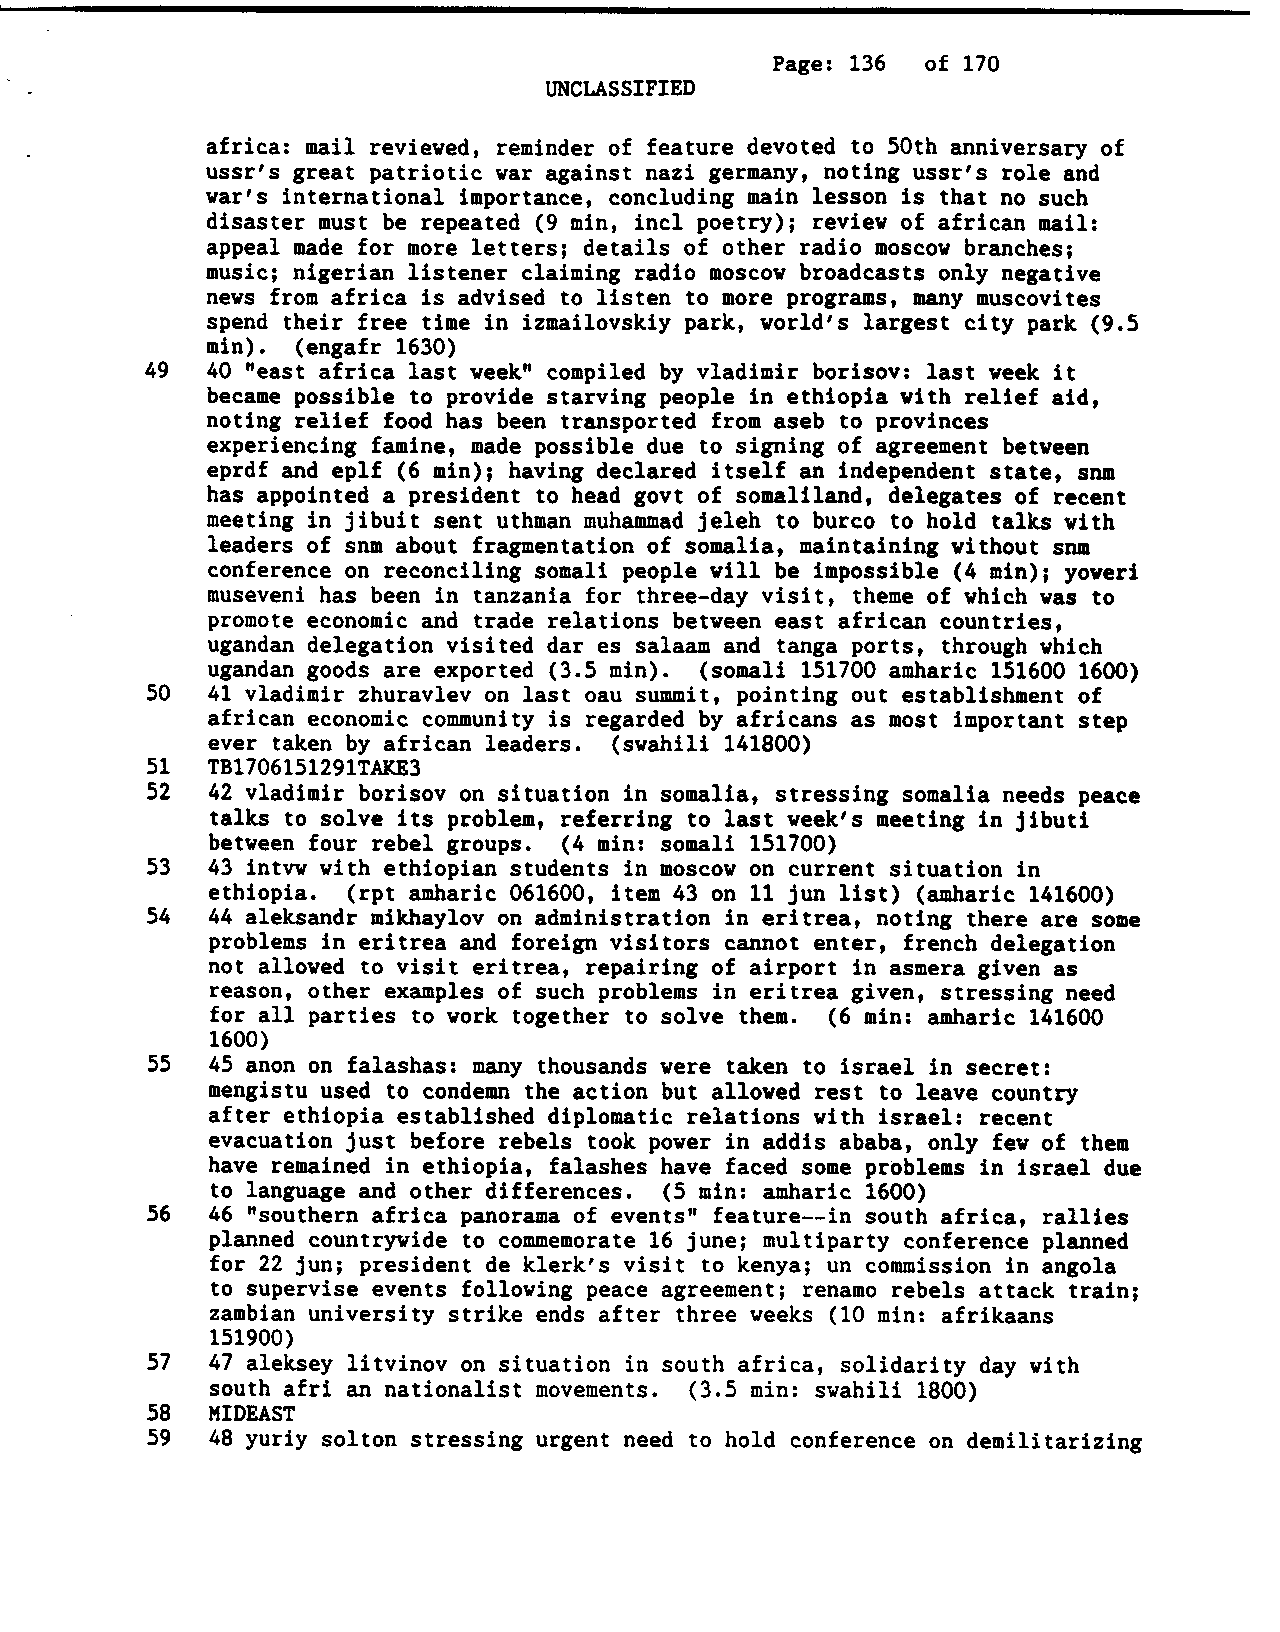 Page: 136 of 170
UNCLASSIFIED
africa: mail reviewed, reminder of feature devoted to 50th anniversary of
ussr's great patriotic war against nazi germany, noting ussr's role and
war's international importance, concluding main lesson is that no such
disaster must be repeated (9 min, incl poetry); review of african mail:
appeal made for more letters; details of other radio moscow branches;
music; nigerian listener claiming radio moscow broadcasts only negative
news from africa is advised to listen to more programs, many muscovites
spend their free time in izmailovskiy park, world's largest city park (9.5
min). (engafr 1630)
49 40 "east africa last week" compiled by vladimir borisov: last week it
became possible to provide starving people in ethiopia with relief aid,
noting relief food has been transported from aseb to provinces
experiencing famine, made possible due to signing of agreement between
eprdf and eplf (6 min); having declared itself an independent state, snm
has appointed a president to head govt of somaliland, delegates of recent
meeting in jibuit sent uthman muhammad jeleh to burco to hold talks with
leaders of snm about fragmentation of somalia, maintaining without snm
conference on reconciling somali people will be impossible (4 min); yoveri
museveni has been in tanzania for three-day visit, theme of which was to
promote economic and trade relations between east african countries,
ugandan delegation visited dar es salaam and tanga ports, through which
ugandan goods are exported (3.5 min). (somali 151700 amharic 151600 1600)
50 41 vladimir zhuravlev on last oau summit, pointing out establishment of
african economic community is regarded by africans as most important step
ever taken by african leaders. (swahili 141800)
51 TB1706151291TAKE3
52 42 vladimir borisov on situation in somalia, stressing somalia needs peace
talks to solve its problem, referring to last week's meeting in jibuti
between four rebel groups. (4 min: somali 151700)
53 43 intvw with ethiopian students in moscow on current situation in
ethiopia. (rpt amharic 061600, item 43 on 11 jun list) (amharic 141600)
54 44 aleksandr mikhaylov on administration in eritrea, noting there are some
problems in eritrea and foreign visitors cannot enter, french delegation
not allowed to visit eritrea, repairing of airport in asmera given as
reason, other examples of such problems in eritrea given, stressing need
for all parties to work together to solve them. (6 min: amharic 141600
1600)
55 45 anon on falashas: many thousands were taken to israel in secret:
mengistu used to condemn the action but allowed rest to leave country
after ethiopia established diplomatic relations with israel: recent
evacuation just before rebels took power in addis ababa, only few of them
have remained in ethiopia, falashes have faced some problems in israel due
to language and other differences. (5 min: amharic 1600)
56 46 "southern africa panorama of events" feature--in south africa, rallies
planned countrywide to commemorate 16 june; multiparty conference planned
for 22 jun; president de klerk's visit to kenya; un commission in angola
to supervise events following peace agreement; renamo rebels attack train;
zambian university strike ends after three weeks (10 min: afrikaans
151900)
57 47 aleksey litvinov on situation in south africa, solidarity day with
south afri an nationalist movements. (3.5 min: swahili 1800)
58 MIDEAST
59 48 yuriy solton stressing urgent need to hold conference on demilitarizing